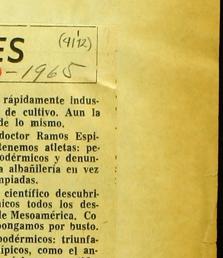 ES
(4112)
-1965
rápidamente indus-
de cultivo. Aun la
de lo mismo.
doctor Ramos Espi-
tenemos atletas: pe-
podérmicos y denun-
a albañilería en vez
mpiadas.
científico descubri-
nicos todos los des-
de Mesoamérica. Co
pongamos por busto.
podérmicos: triunfa-
ípicos, como el an-